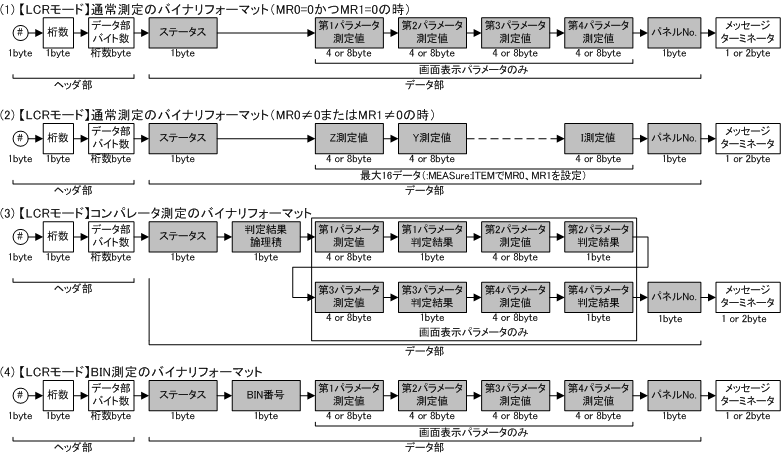 (1)【LCRモード】通常測定のバイナリフォーマット(MR0=0かつMR1=0の時)
# 桁数 データ部 バイト数 ステータス 第1パラメータ 測定値 第2パラメータ 測定値 第3パラメータ 測定値 第4パラメータ 測定値 パネルNo. メッセージ ターミネータ
1byte 1byte 桁数byte 1byte 4 or 8byte 4 or 8byte 4 or 8byte 4 or 8byte 1byte 1 or 2byte
画面表示パラメータのみ
ヘッダ部 データ部
(2)【LCRモード】通常測定のバイナリフォーマット(MR0≠0またはMR1≠0の時)
# 桁数 データ部 バイト数 ステータス Z測定値 Y測定値 I測定値 パネルNo. メッセージ ターミネータ
1byte 1byte 桁数byte 1byte 4 or 8byte 4 or 8byte 4 or 8byte 1byte 1 or 2byte
最大16データ(:MEASure:ITEMでMR0、MR1を設定)
ヘッダ部 データ部
(3)【LCRモード】コンパレータ測定のバイナリフォーマット
# 桁数 データ部 バイト数 ステータス 判定結果 論理積 第1パラメータ 測定値 第1パラメータ 判定結果 第2パラメータ 測定値 第2パラメータ 判定結果
1byte 1byte 桁数byte 1byte 1byte 4 or 8byte 1byte 4 or 8byte 1byte
ヘッダ部
第3パラメータ 測定値 第3パラメータ 判定結果 第4パラメータ 測定値 第4パラメータ 判定結果 パネルNo. メッセージ ターミネータ
4 or 8byte 1byte 4 or 8byte 1byte 1byte 1 or 2byte
画面表示パラメータのみ
データ部
(4)【LCRモード】BIN測定のバイナリフォーマット
# 桁数 データ部 バイト数 ステータス BIN番号 第1パラメータ 測定値 第2パラメータ 測定値 第3パラメータ 測定値 第4パラメータ 測定値 パネルNo. メッセージ ターミネータ
1byte 1byte 桁数byte 1byte 1byte 4 or 8byte 4 or 8byte 4 or 8byte 4 or 8byte 1byte 1 or 2byte
画面表示パラメータのみ
ヘッダ部 データ部